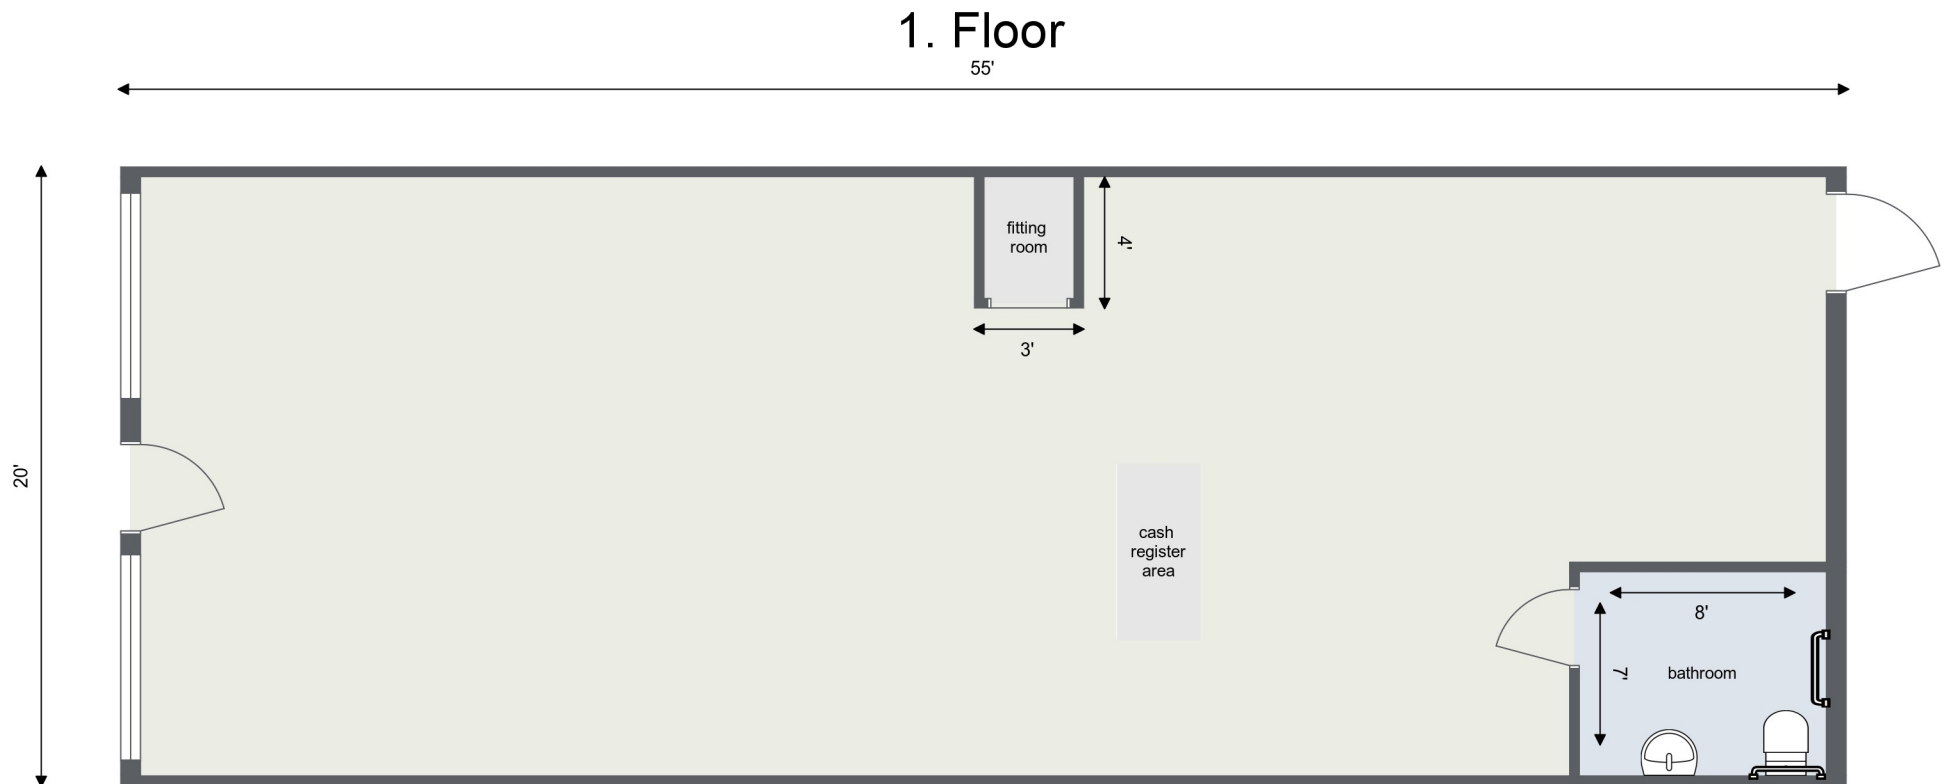 1. Floor
55'
fitting
room
4'
3'
20'
cash
register
area
8'
7'
bathroom